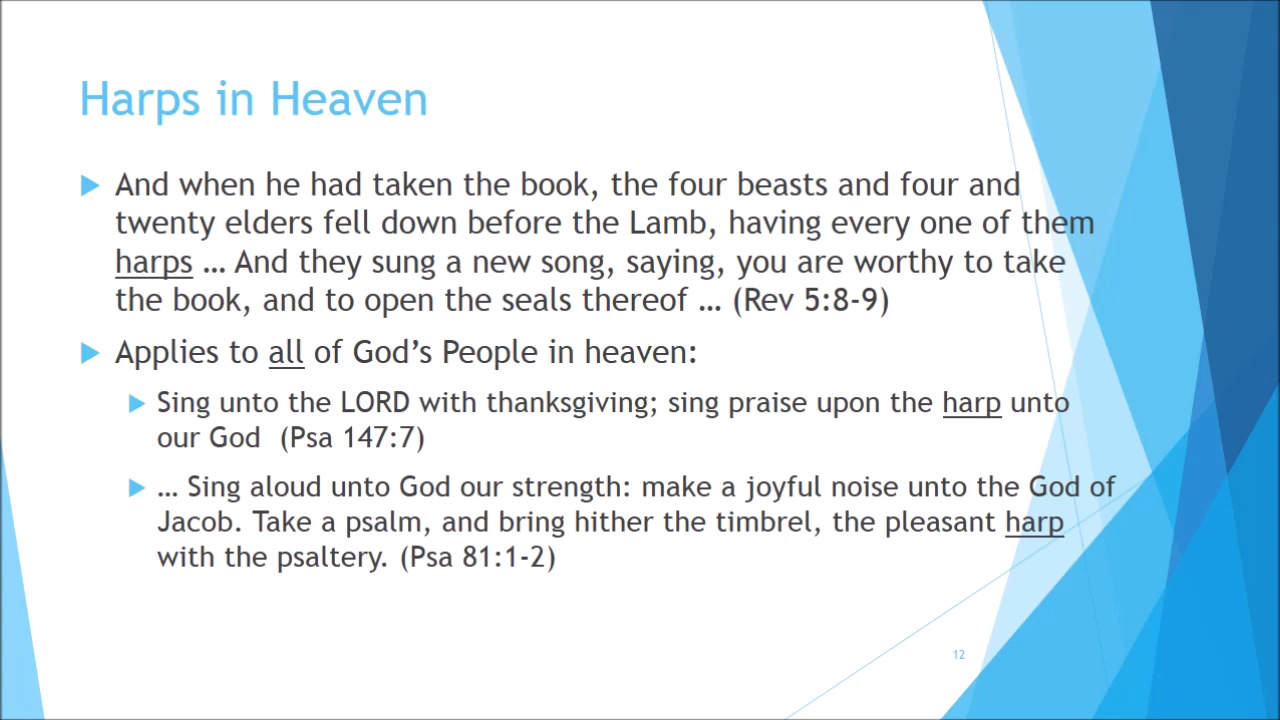 Harps in Heaven
And when he had taken the book, the four beasts and four and
twenty elders fell down before the Lamb, having every one of them
harps … And they sung a new song, saying, you are worthy to take
the book, and to open the seals thereof … (Rev 5:8-9)
Applies to all of God’s People in heaven:
Sing unto the LORD with thanksgiving; sing praise upon the harp unto
our God (Psa 147:7)
… Sing aloud unto God our strength: make a joyful noise unto the God of
Jacob. Take a psalm, and bring hither the timbrel, the pleasant harp
with the psaltery. (Psa 81:1-2)
12